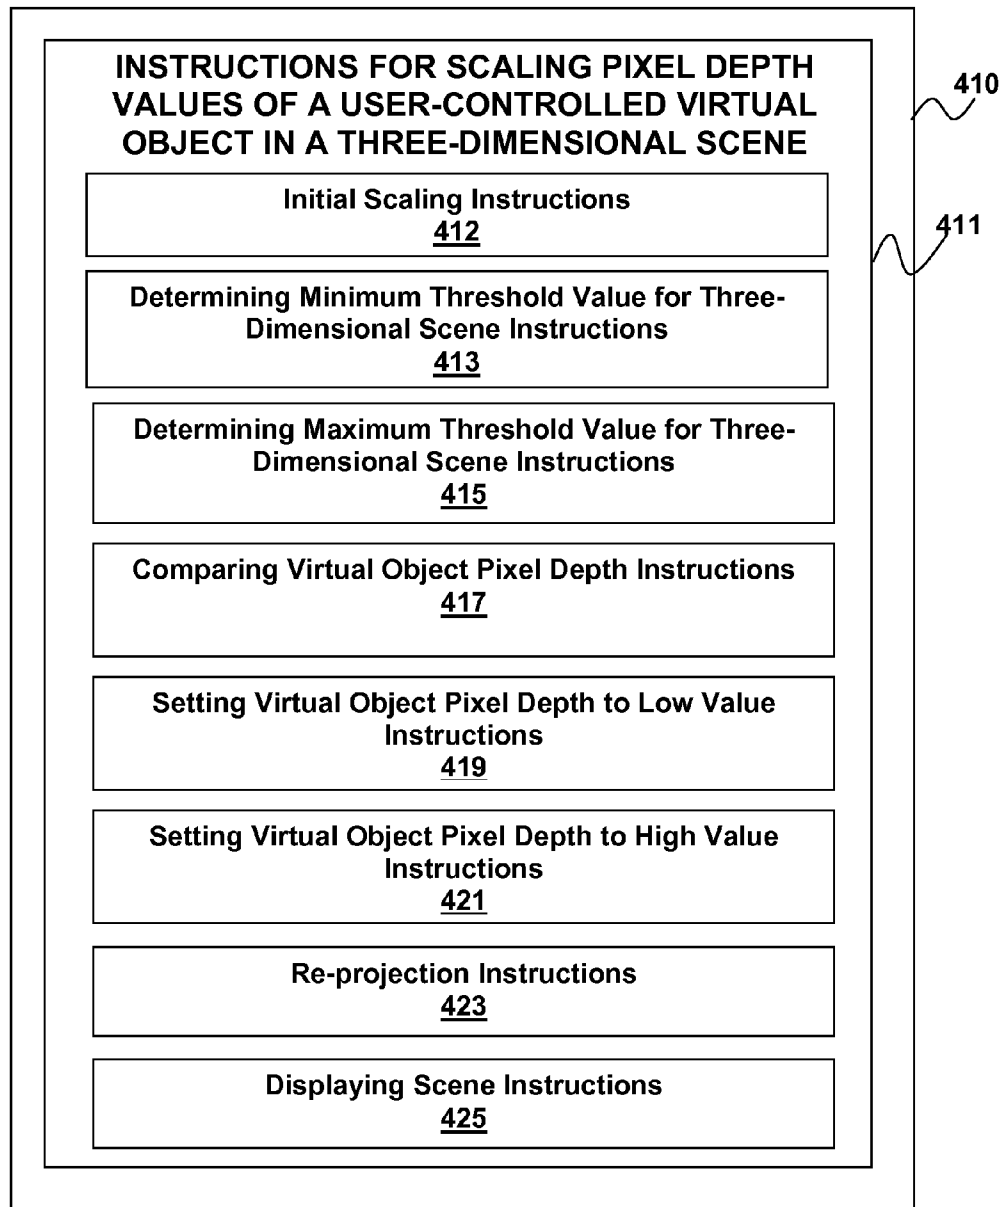 INSTRUCTIONS FOR SCALING PIXEL DEPTH
VALUES OF A USER-CONTROLLED VIRTUAL
OBJECT IN A THREE-DIMENSIONAL SCENE
410
Initial Scaling Instructions
412
411
Determining Minimum Threshold Value for Three-
Dimensional Scene Instructions
413
Determining Maximum Threshold Value for Three-
Dimensional Scene Instructions
415
Comparing Virtual Object Pixel Depth Instructions
417
Setting Virtual Object Pixel Depth to Low Value
Instructions
419
Setting Virtual Object Pixel Depth to High Value
Instructions
421
Re-projection Instructions
423
Displaying Scene Instructions
425